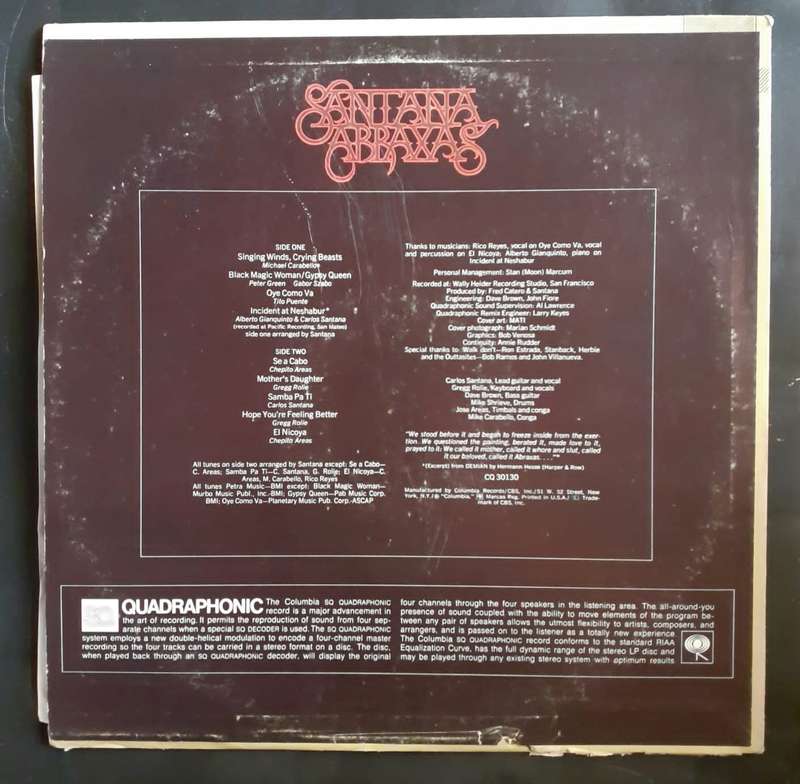 SANTANA
ABRAXAS
SIDE ONE
Singing Winds, Crying Beasts
Michael Carabello
Black Magic Woman/Gypsy Queen
Peter Green Gabor Szabo
Oye Como Va
Tito Puente
Incident at Neshabur*
Alberto Gianquinto & Carlos Santana
(recorded at Pacific Recording, San Mateo)
side one arranged by Santana
SIDE TWO
Se a Cabo
Chepito Areas
Mother's Daughter
Gregg Rolie
Samba Pa Ti
Carlos Santana
Hope You're Feeling Better
Gregg Rolie
El Nicoya
Chepito Areas
All tunes on side two arranged by Santana except: Se a Cabo—
C. Areas; Samba Pa Ti—C. Santana, G. Rolie; El Nicoya—C.
Areas, M. Carabello, Rico Reyes
All tunes Petra Music—BMI except: Black Magic Woman—
Murbo Music Publ., Inc.-BMI; Gypsy Queen—Pab Music Corp.
BMI; Oye Como Va—Planetary Music Pub. Corp.-ASCAP
Thanks to musicians: Rico Reyes, vocal on Oye Como Va, vocal
and percussion on El Nicoya; Alberto Gianquinto, piano on
Incident at Neshabur
Personal Management: Stan (Moon) Marcum
Recorded at: Wally Heider Recording Studio, San Francisco
Produced by: Fred Catero & Santana
Engineering: Dave Brown, John Fiore
Quadraphonic Sound Supervision: Al Lawrence
Quadraphonic Remix Engineer: Larry Keyes
Cover art: MATI
Cover photograph: Marian Schmidt
Graphics: Bob Venosa
Continuity: Annie Rudder
Special thanks to: Walk don't—Ron Estrada, Stanback, Herbie
and the Outtasites—Bob Ramos and John Villanueva.
Carlos Santana, Lead guitar and vocal
Gregg Rolie, Keyboard and vocals
Dave Brown, Bass guitar
Mike Shrieve, Drums
Jose Areas, Timbals and conga
Mike Carabello, Conga
"We stood before it and began to freeze inside from the exer-
tion. We questioned the painting, berated it, made love to it,
prayed to it: We called it mother, called it whore and slut, called
it our beloved, called it Abraxas. . . ."*
*(Excerpt) from DEMIAN by Hermann Hesse (Harper & Row)
CQ 30130
Manufactured by Columbia Records/CBS, Inc./51 W. 52 Street, New
York, N.Y./® "Columbia," Marcas Reg. Printed in U.S.A./ Trade-
mark of CBS, Inc.
QUADRAPHONIC The Columbia SQ QUADRAPHONIC
record is a major advancement in
the art of recording. It permits the reproduction of sound from four sep-
arate channels when a special SQ DECODER is used. The SQ QUADRAPHONIC
system employs a new double-helical modulation to encode a four-channel master
recording so the four tracks can be carried in a stereo format on a disc. The disc,
when played back through an SQ QUADRAPHONIC decoder, will display the original
four channels through the four speakers in the listening area. The all-around-you
presence of sound coupled with the ability to move elements of the program be-
tween any pair of speakers allows the utmost flexibility to artists, composers, and
arrangers, and is passed on to the listener as a totally new experience.
The Columbia SQ QUADRAPHONIC record conforms to the standard RIAA
Equalization Curve, has the full dynamic range of the stereo LP disc and
may be played through any existing stereo system with optimum results